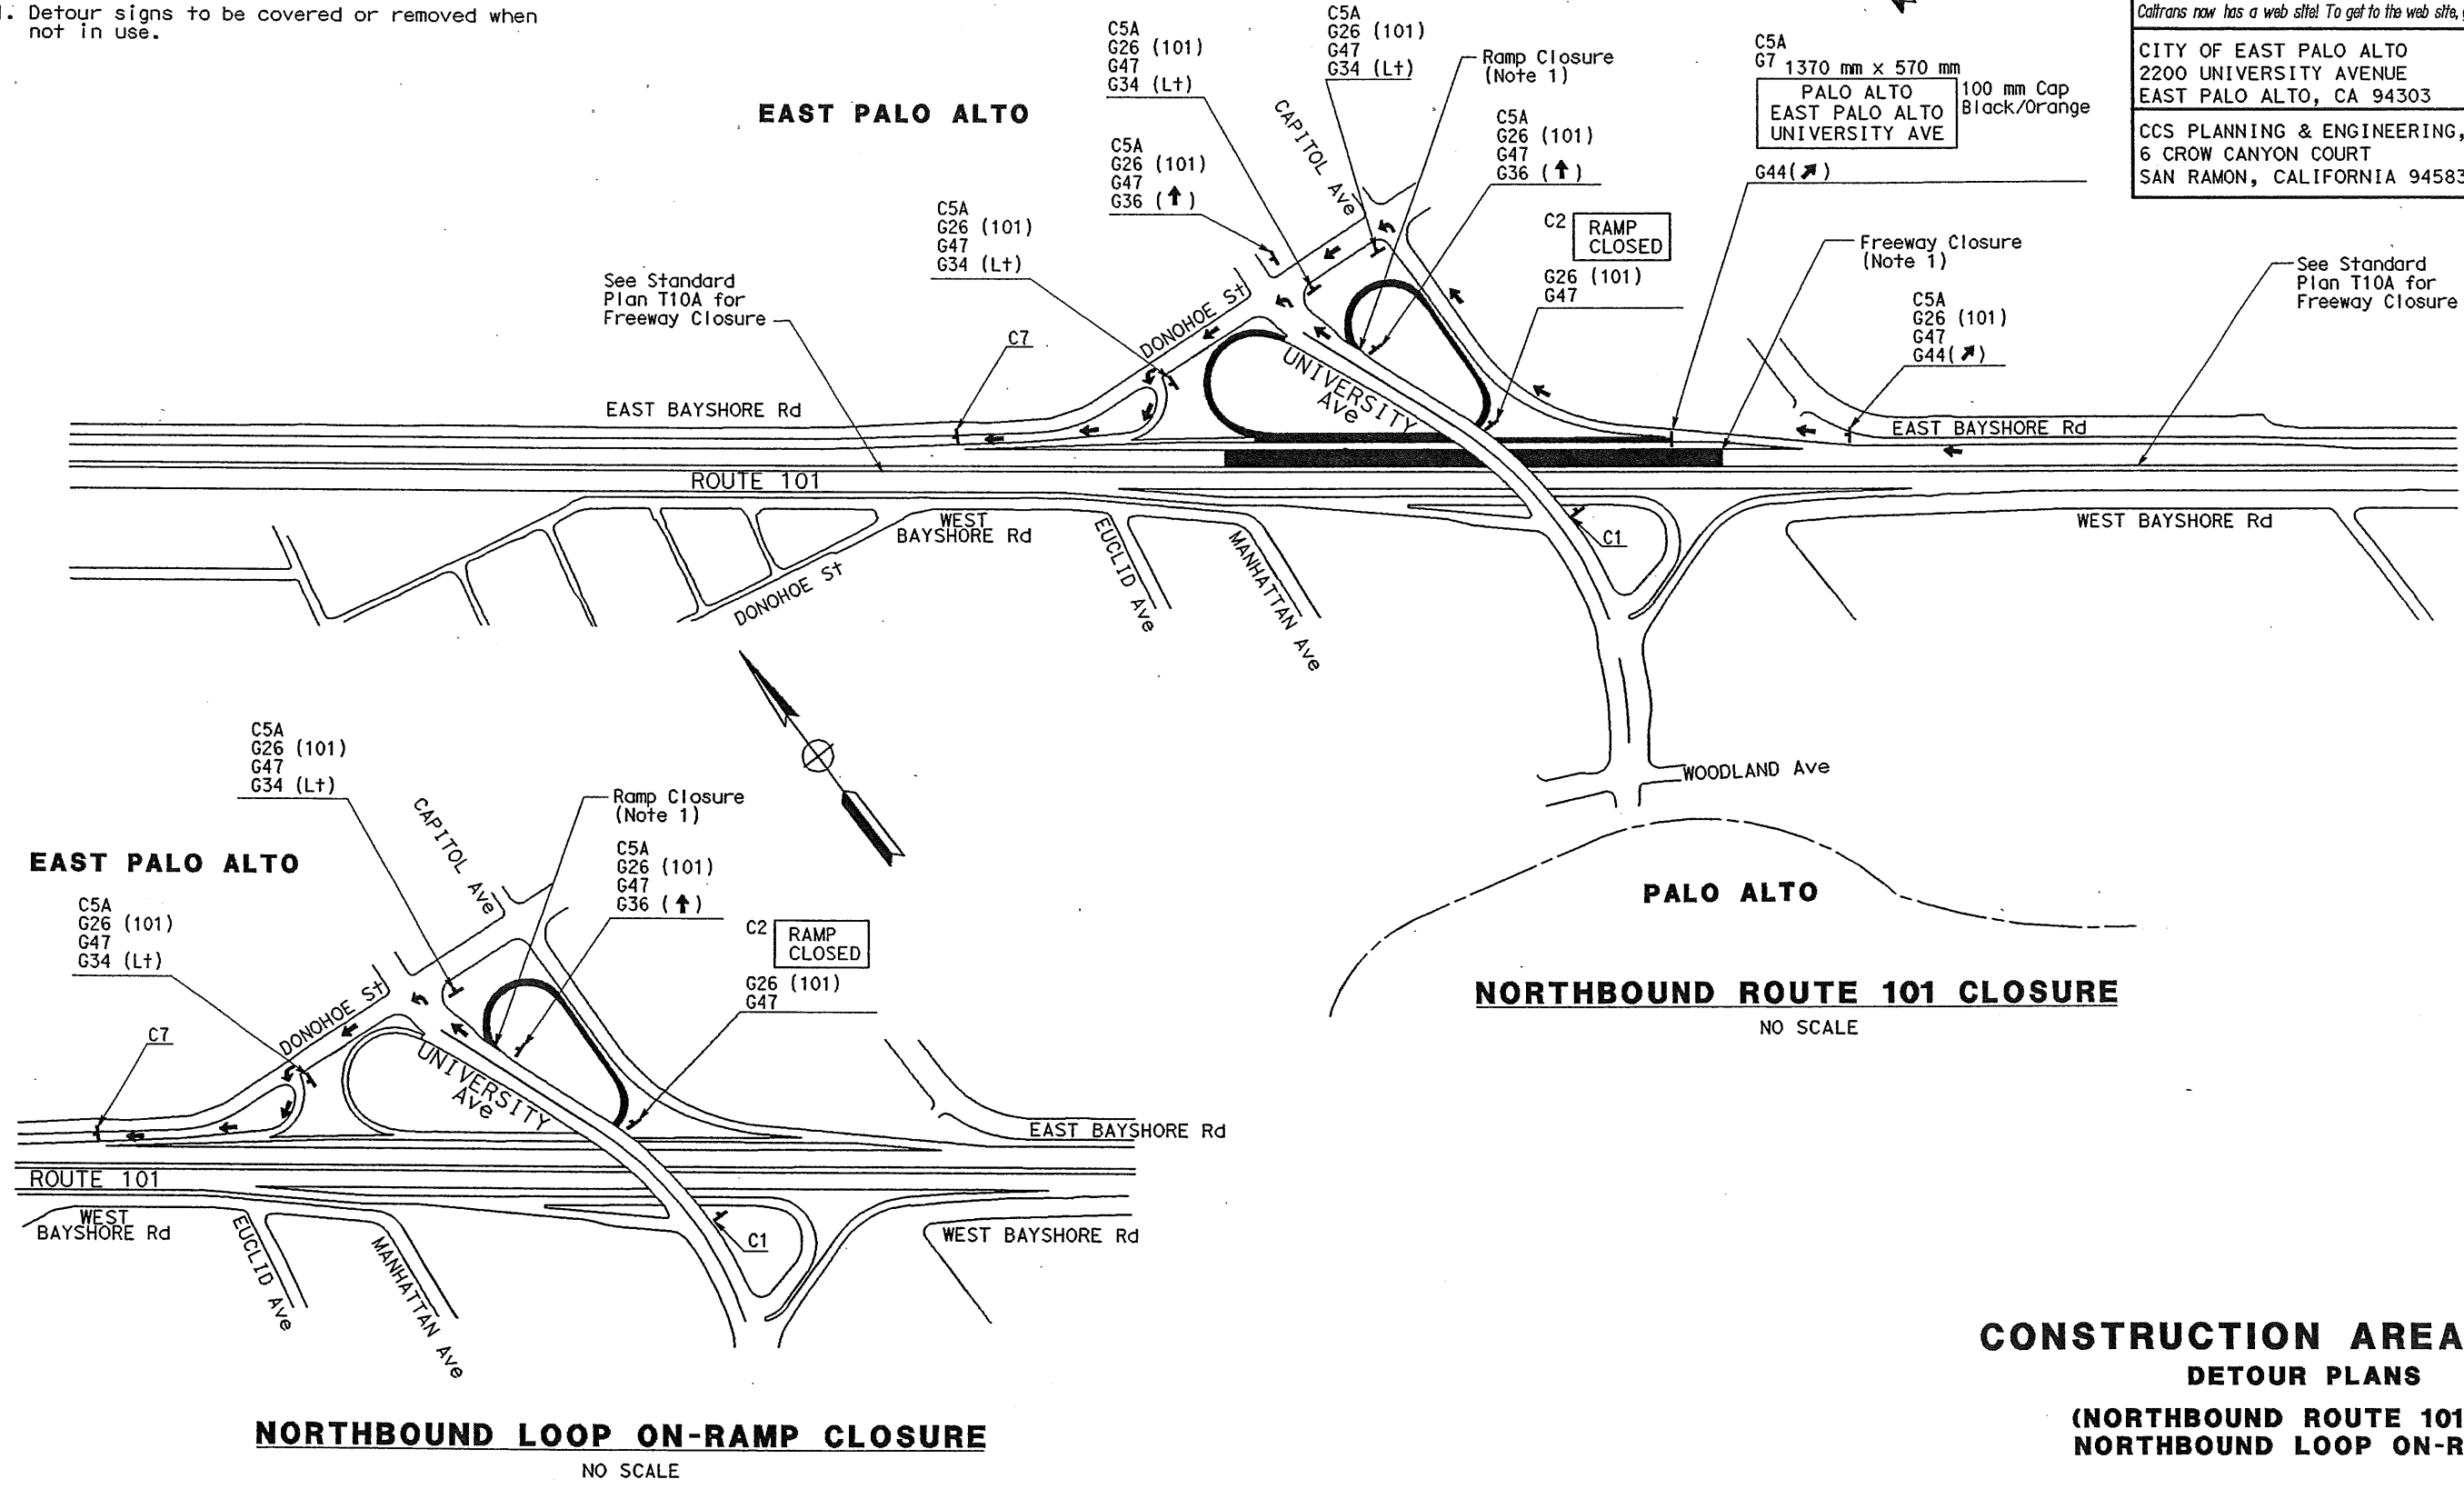 1. Detour signs to be covered or removed when
not in use.
EAST PALO ALTO
C5A
G26 (101)
G47
G34 (Lt)
C5A
G26 (101)
G47
G34 (Lt)
Ramp Closure
(Note 1)
C5A
G7 1370 mm x 570 mm
PALO ALTO
EAST PALO ALTO
UNIVERSITY AVE
100 mm Cap
Black/Orange
G44(↗)
Caltrans now has a web site! To get to the web site,
CITY OF EAST PALO ALTO
2200 UNIVERSITY AVENUE
EAST PALO ALTO, CA 94303
CCS PLANNING & ENGINEERING,
6 CROW CANYON COURT
SAN RAMON, CALIFORNIA 94583
C5A
G26 (101)
G47
G36 (↑)
C5A
G26 (101)
G47
G36 (↑)
C5A
G26 (101)
G47
G34 (Lt)
CAPITOL Ave
C2 RAMP
CLOSED
G26 (101)
G47
Freeway Closure
(Note 1)
See Standard
Plan T10A for
Freeway Closure
See Standard
Plan T10A for
Freeway Closure
C5A
G26 (101)
G47
G44(↗)
C7
DONOHOE St
UNIVERSITY
Ave
EAST BAYSHORE Rd
EAST BAYSHORE Rd
ROUTE 101
WEST
BAYSHORE Rd
EUCLID Ave
MANHATTAN Ave
C1
WEST BAYSHORE Rd
DONOHOE St
WOODLAND Ave
PALO ALTO
NORTHBOUND ROUTE 101 CLOSURE
NO SCALE
C5A
G26 (101)
G47
G34 (Lt)
CAPITOL Ave
Ramp Closure
(Note 1)
EAST PALO ALTO
C5A
G26 (101)
G47
G36 (↑)
C5A
G26 (101)
G47
G34 (Lt)
C2 RAMP
CLOSED
G26 (101)
G47
C7
DONOHOE St
UNIVERSITY
Ave
EAST BAYSHORE Rd
ROUTE 101
WEST
BAYSHORE Rd
EUCLID Ave
MANHATTAN Ave
C1
WEST BAYSHORE Rd
NORTHBOUND LOOP ON-RAMP CLOSURE
NO SCALE
CONSTRUCTION AREA
DETOUR PLANS
(NORTHBOUND ROUTE 101
NORTHBOUND LOOP ON-R